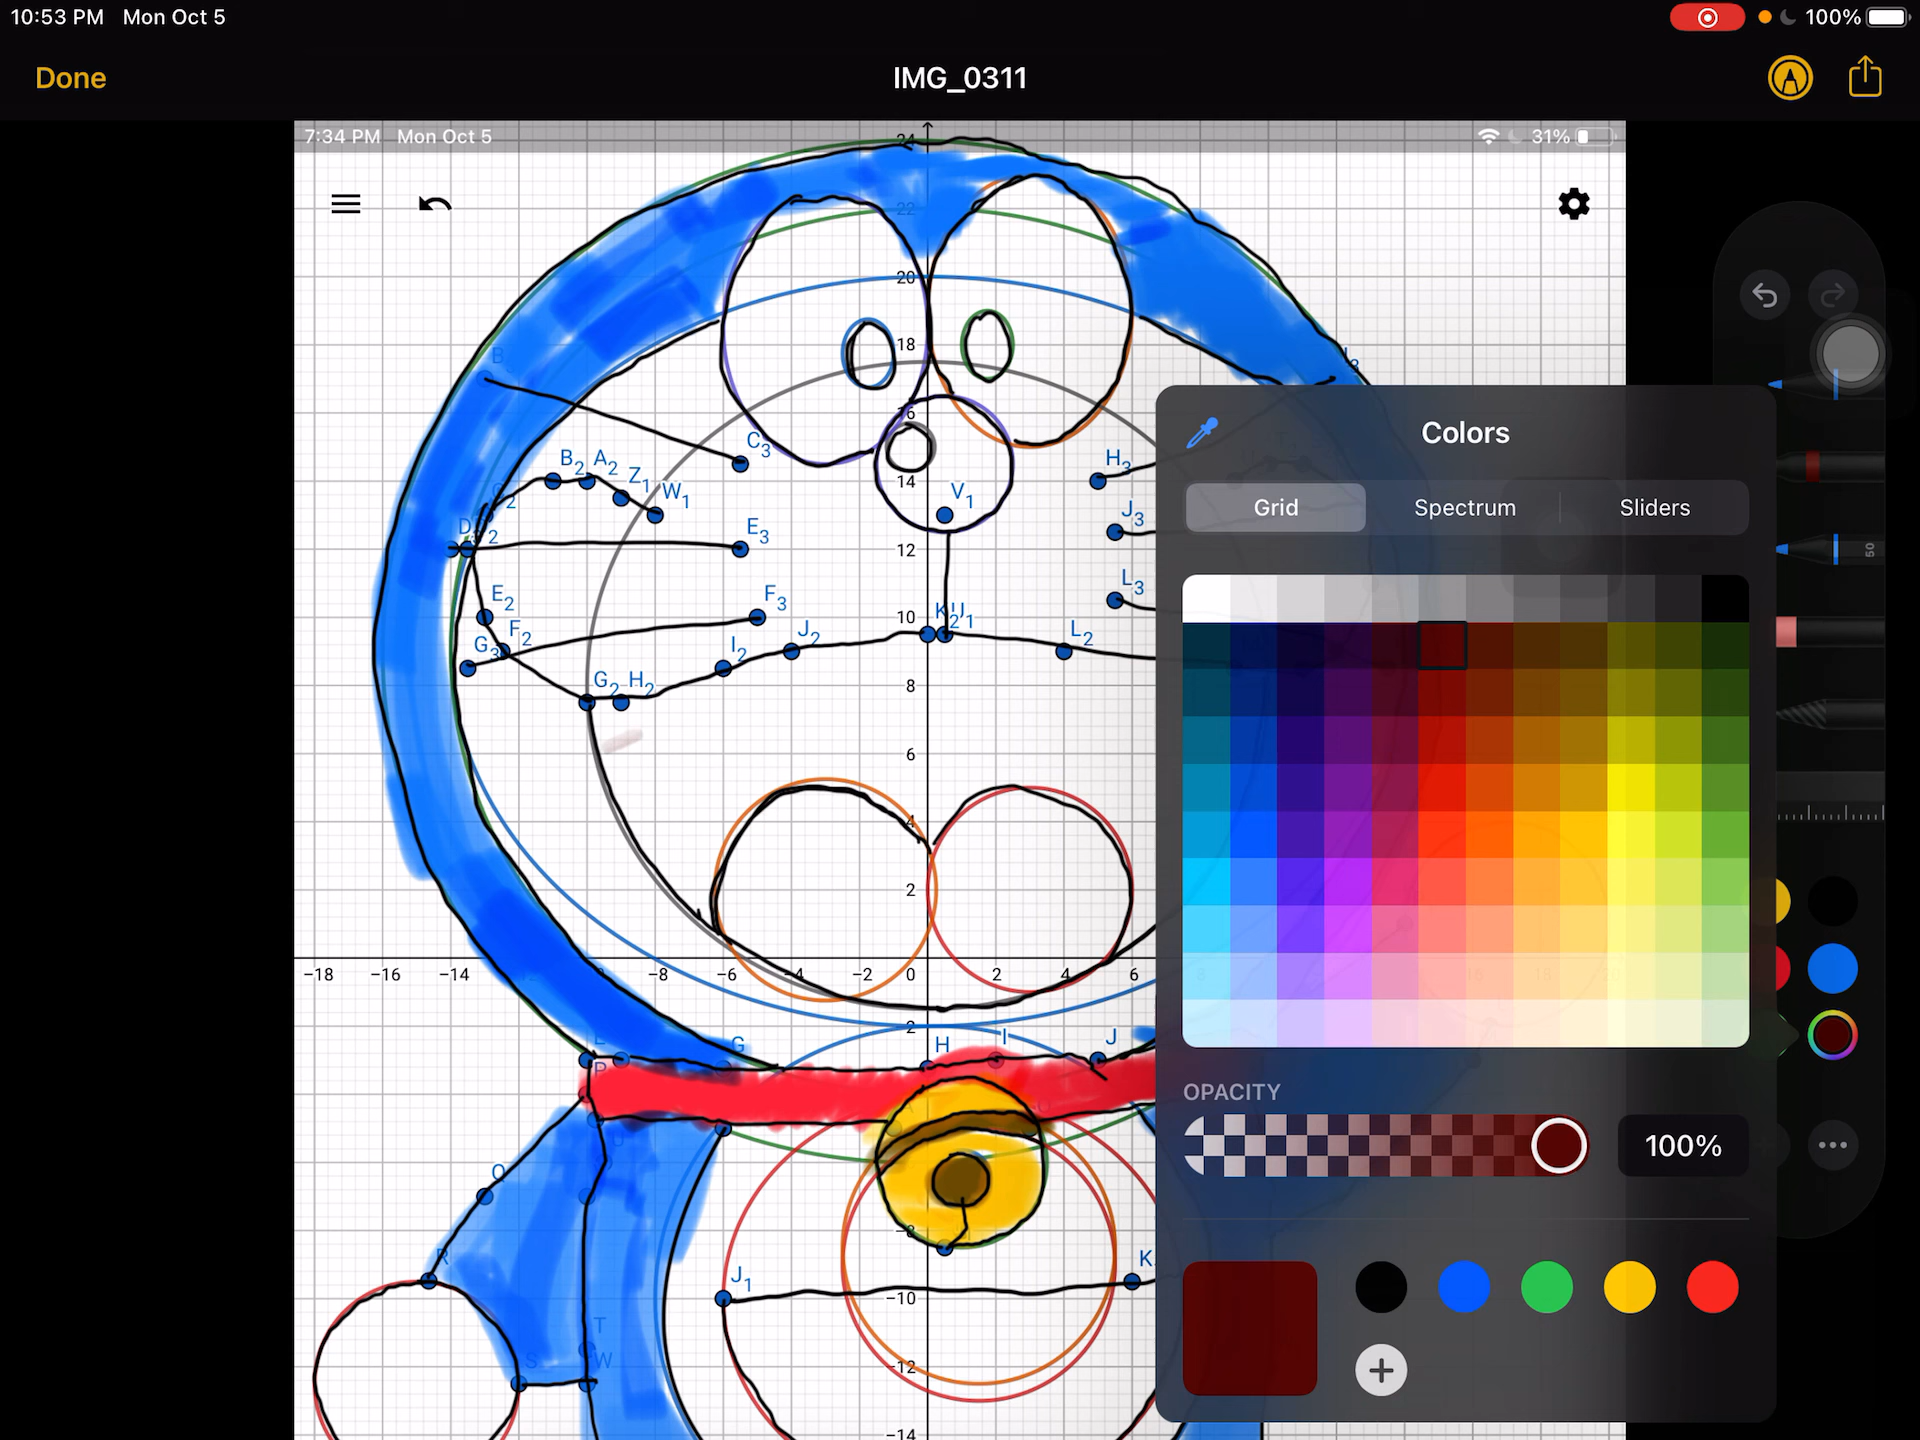 10:53 PM Mon Oct 5
100%
Done
IMG_0311
7:34 PM Mon Oct 5
31%
24
22
20
18
16
14
12
10
8
6
4
2
B
C3
H3
B2 A2
Z1
W1
V1
J3
E3
E2
F3
L3
F2
G3
I2
J2
L2
G2 H2
−18 −16 −14 −8 −6 −4 −2 0 2 4 6
G
H
I
J
Q
R
J1
K
−8
−10
−12
−14
S
T
W
Colors
Grid
Spectrum
Sliders
50
OPACITY
100%